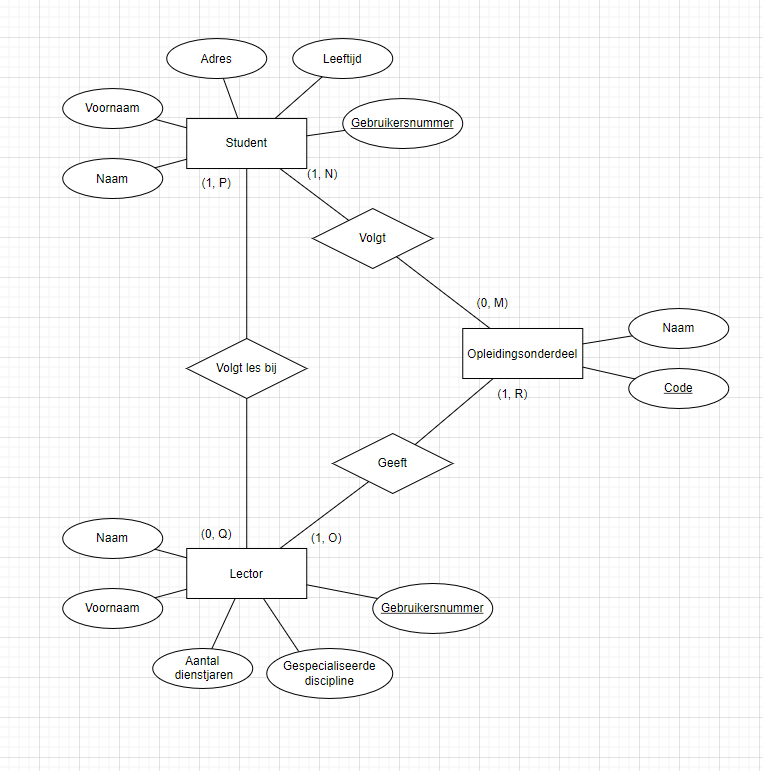 Adres
Leeftijd
Voornaam
Gebruikersnummer
Student
Naam
(1, P)
(1, N)
Volgt
(0, M)
Naam
Opleidingsonderdeel
Volgt les bij
Code
(1, R)
Geeft
(0, Q)
(1, O)
Naam
Lector
Voornaam
Gebruikersnummer
Aantal
dienstjaren
Gespecialiseerde
discipline